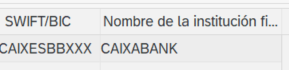 SWIFT/BIC Nombre de la institución fi...
CAIXESBBXXX CAIXABANK